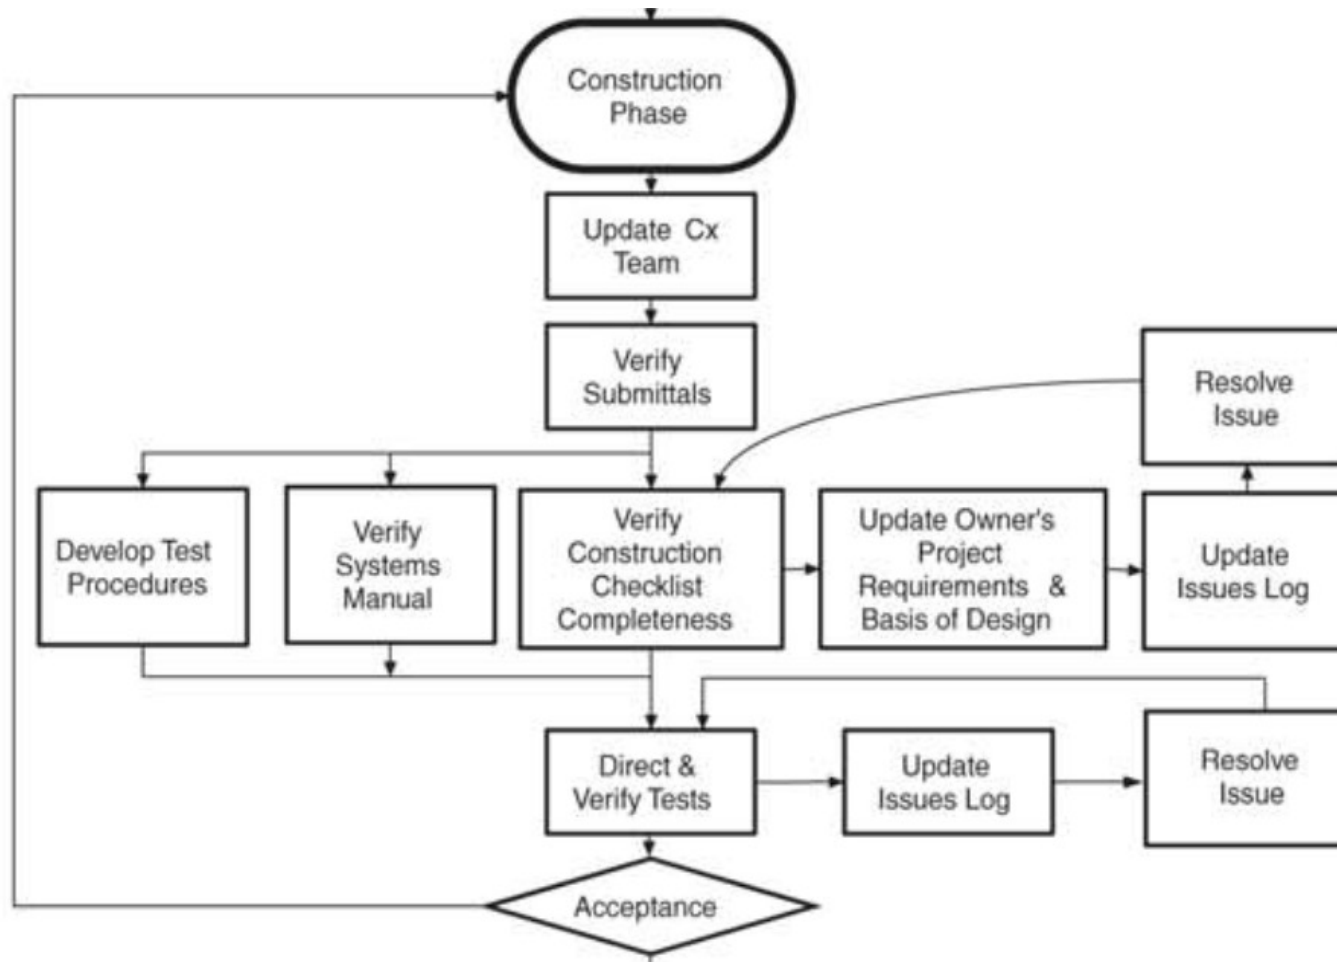 Construction
Phase
Update Cx
Team
Verify
Submittals
Resolve
Issue
Develop Test
Procedures
Verify
Systems
Manual
Verify
Construction
Checklist
Completeness
Update Owner's
Project
Requirements &
Basis of Design
Update
Issues Log
Direct &
Verify Tests
Update
Issues Log
Resolve
Issue
Acceptance